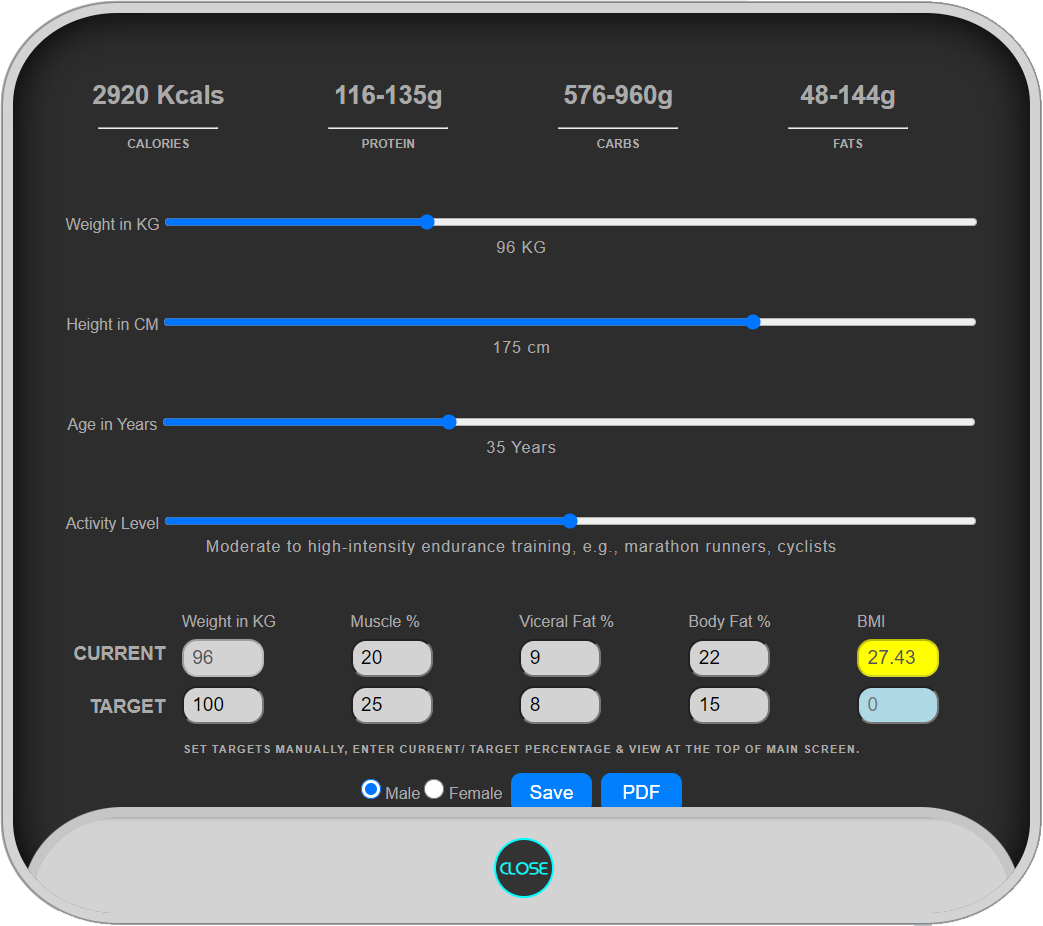 2920 Kcals 116-135g 576-960g 48-144g
CALORIES PROTEIN CARBS FATS
Weight in KG
96 KG
Height in CM
175 cm
Age in Years
35 Years
Activity Level
Moderate to high-intensity endurance training, e.g., marathon runners, cyclists
Weight in KG Muscle % Viceral Fat % Body Fat % BMI
CURRENT 96 20 9 22 27.43
TARGET 100 25 8 15 0
SET TARGETS MANUALLY, ENTER CURRENT/ TARGET PERCENTAGE & VIEW AT THE TOP OF MAIN SCREEN.
Male Female Save PDF
CLOSE